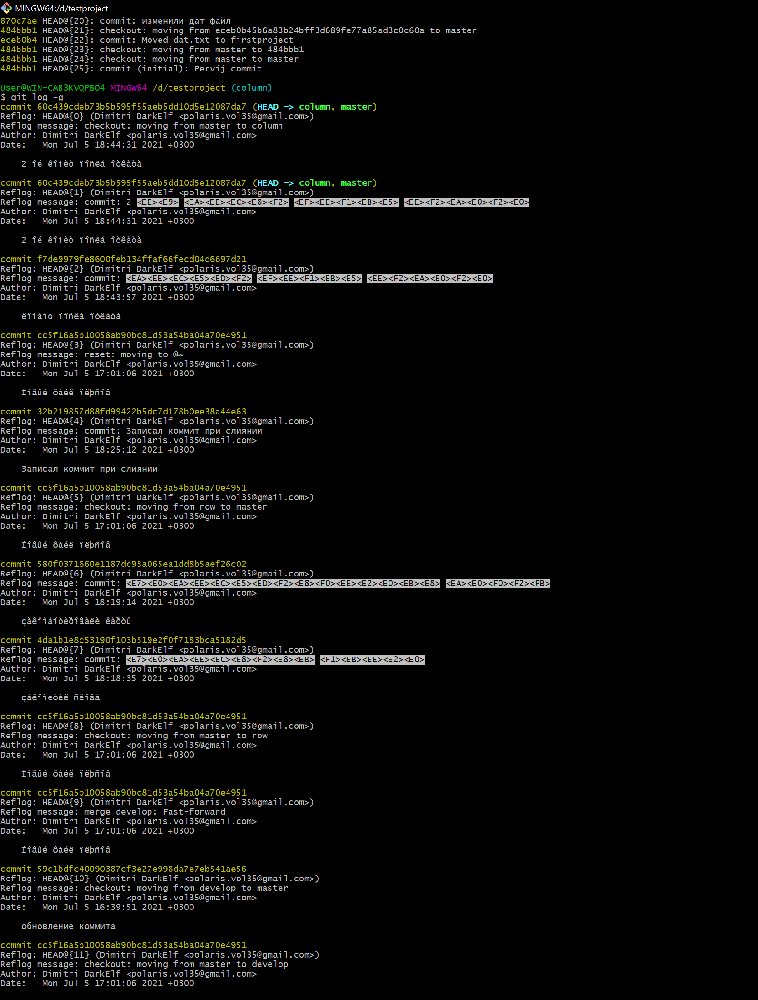 MINGW64:/d/testproject
870c7ae HEAD@{20}: commit: изменили дат файл
484bbb1 HEAD@{21}: checkout: moving from eceb0b45b6a83b24bff3d689fe77a85ad3c0c60a to master
eceb0b4 HEAD@{22}: commit: Moved dat.txt to firstproject
484bbb1 HEAD@{23}: checkout: moving from master to 484bbb1
484bbb1 HEAD@{24}: checkout: moving from master to master
484bbb1 HEAD@{25}: commit (initial): Pervij commit
User@WIN-CAB3KVQPBO4 MINGW64 /d/testproject (column)
$ git log -g
commit 60c439cdeb73b5b595f55aeb5dd10d5e12087da7 (HEAD -> column, master)
Reflog: HEAD@{0} (Dimitri DarkElf <polaris.vol35@gmail.com>)
Reflog message: checkout: moving from master to column
Author: Dimitri DarkElf <polaris.vol35@gmail.com>
Date:   Mon Jul 5 18:44:31 2021 +0300
2 îé êîìèò ïîñëå îòêàòà
commit 60c439cdeb73b5b595f55aeb5dd10d5e12087da7 (HEAD -> column, master)
Reflog: HEAD@{1} (Dimitri DarkElf <polaris.vol35@gmail.com>)
Reflog message: commit: 2 <EE><E9> <EA><EE><EC><E8><F2> <EF><EE><F1><EB><E5> <EE><F2><EA><E0><F2><E0>
Author: Dimitri DarkElf <polaris.vol35@gmail.com>
Date:   Mon Jul 5 18:44:31 2021 +0300
2 îé êîìèò ïîñëå îòêàòà
commit f7de9979fe8600feb134ffaf66fecd04d6697d21
Reflog: HEAD@{2} (Dimitri DarkElf <polaris.vol35@gmail.com>)
Reflog message: commit: <EA><EE><EC><E5><ED><F2> <EF><EE><F1><EB><E5> <EE><F2><EA><E0><F2><E0>
Author: Dimitri DarkElf <polaris.vol35@gmail.com>
Date:   Mon Jul 5 18:43:57 2021 +0300
êîìåíò ïîñëå îòêàòà
commit cc5f16a5b10058ab90bc81d53a54ba04a70e4951
Reflog: HEAD@{3} (Dimitri DarkElf <polaris.vol35@gmail.com>)
Reflog message: reset: moving to @~
Author: Dimitri DarkElf <polaris.vol35@gmail.com>
Date:   Mon Jul 5 17:01:06 2021 +0300
Íîâûé ôàéë ïëþñîâ
commit 32b219857d88fd99422b5dc7d178b0ee38a44e63
Reflog: HEAD@{4} (Dimitri DarkElf <polaris.vol35@gmail.com>)
Reflog message: commit: Записал коммит при слиянии
Author: Dimitri DarkElf <polaris.vol35@gmail.com>
Date:   Mon Jul 5 18:25:12 2021 +0300
Записал коммит при слиянии
commit cc5f16a5b10058ab90bc81d53a54ba04a70e4951
Reflog: HEAD@{5} (Dimitri DarkElf <polaris.vol35@gmail.com>)
Reflog message: checkout: moving from row to master
Author: Dimitri DarkElf <polaris.vol35@gmail.com>
Date:   Mon Jul 5 17:01:06 2021 +0300
Íîâûé ôàéë ïëþñîâ
commit 580f0371660e1187dc95a065ea1dd8b5aef26c02
Reflog: HEAD@{6} (Dimitri DarkElf <polaris.vol35@gmail.com>)
Reflog message: commit: <E7><E0><EA><EE><EC><E5><ED><F2><E8><F0><EE><E2><E0><EB><E8> <EA><E0><F0><F2><FB>
Author: Dimitri DarkElf <polaris.vol35@gmail.com>
Date:   Mon Jul 5 18:19:14 2021 +0300
çàêîìåíòèðîâàëè êàðòû
commit 4da1b1e8c53190f103b519e2f0f7183bca5182d5
Reflog: HEAD@{7} (Dimitri DarkElf <polaris.vol35@gmail.com>)
Reflog message: commit: <E7><E0><EA><EE><EC><E8><F2><E8><EB> <F1><EB><EE><E2><E0>
Author: Dimitri DarkElf <polaris.vol35@gmail.com>
Date:   Mon Jul 5 18:18:35 2021 +0300
çàêîìèòèë ñëîâà
commit cc5f16a5b10058ab90bc81d53a54ba04a70e4951
Reflog: HEAD@{8} (Dimitri DarkElf <polaris.vol35@gmail.com>)
Reflog message: checkout: moving from master to row
Author: Dimitri DarkElf <polaris.vol35@gmail.com>
Date:   Mon Jul 5 17:01:06 2021 +0300
Íîâûé ôàéë ïëþñîâ
commit cc5f16a5b10058ab90bc81d53a54ba04a70e4951
Reflog: HEAD@{9} (Dimitri DarkElf <polaris.vol35@gmail.com>)
Reflog message: merge develop: Fast-forward
Author: Dimitri DarkElf <polaris.vol35@gmail.com>
Date:   Mon Jul 5 17:01:06 2021 +0300
Íîâûé ôàéë ïëþñîâ
commit 59c1bdfc40090387cf3e27e998da7e7eb541ae56
Reflog: HEAD@{10} (Dimitri DarkElf <polaris.vol35@gmail.com>)
Reflog message: checkout: moving from develop to master
Author: Dimitri DarkElf <polaris.vol35@gmail.com>
Date:   Mon Jul 5 16:39:51 2021 +0300
обновление коммита
commit cc5f16a5b10058ab90bc81d53a54ba04a70e4951
Reflog: HEAD@{11} (Dimitri DarkElf <polaris.vol35@gmail.com>)
Reflog message: checkout: moving from master to develop
Author: Dimitri DarkElf <polaris.vol35@gmail.com>
Date:   Mon Jul 5 17:01:06 2021 +0300